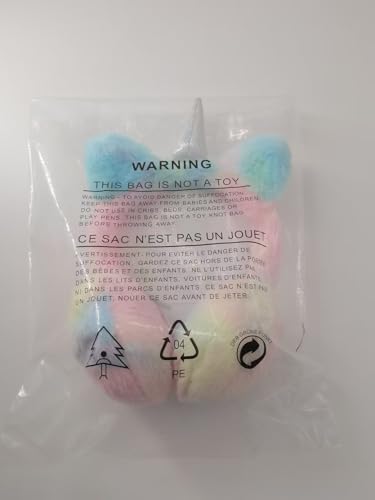 WARNING
THIS BAG IS NOT A TOY
WARNING - TO AVOID DANGER OF SUFFOCATION,
KEEP THIS BAG AWAY FROM BABIES AND CHILDREN.
DO NOT USE IN CRIBS, BEDS, CARRIAGES OR
PLAY PENS. THIS BAG IS NOT A TOY. KNOT BAG
BEFORE THROWING AWAY.
CE SAC N'EST PAS UN JOUET
AVERTISSEMENT- POUR EVITER LE DANGER DE
SUFFOCATION, GARDEZ CE SAC HORS DE LA PORTEE
DES BÉBES ET DES ENFANTS. NE L'UTILISEZ PAS
DANS LES LITS D'ENFANTS, VOITURES D'ENFANTS,
NI DANS LES PARCS D'ENFANTS. CE SAC N'EST PAS
UN JOUET, NOUER CE SAC AVANT DE JETER.
DER GRÜNE PUNKT
04
PE